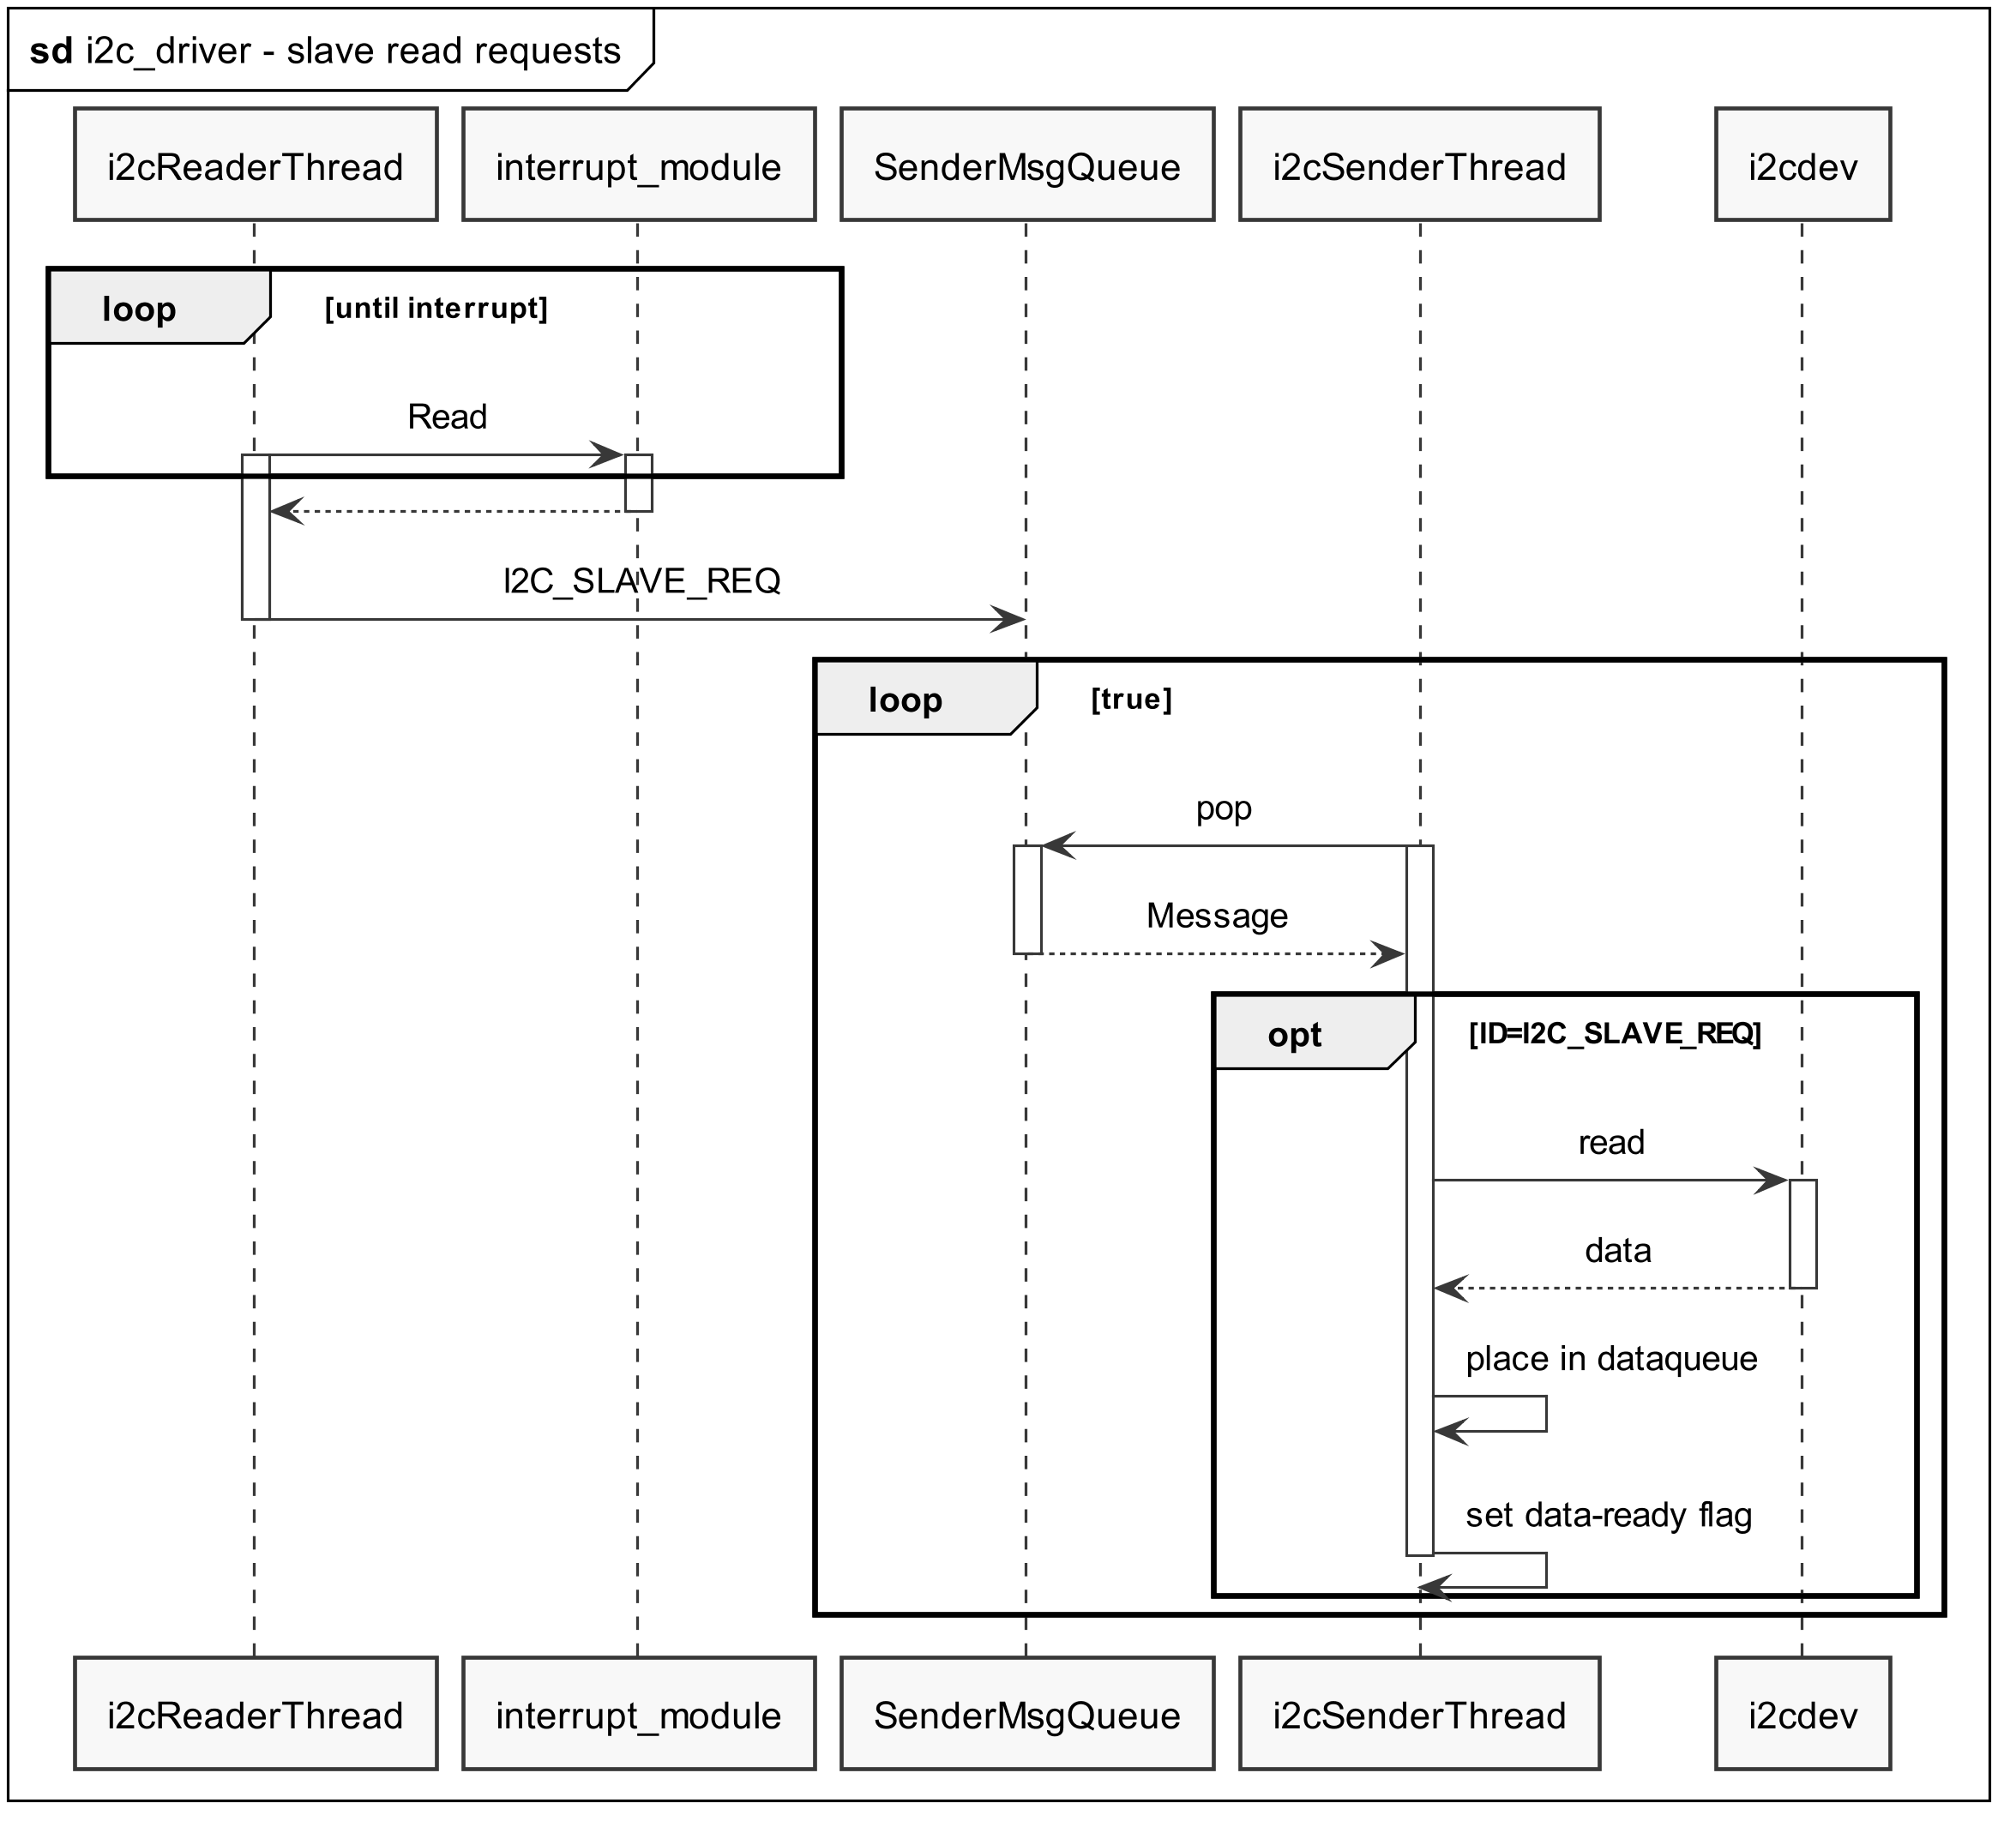 sd i2c_driver - slave read requests
i2cReaderThread
interrupt_module
SenderMsgQueue
i2cSenderThread
i2cdev
loop
[until interrupt]
Read
I2C_SLAVE_REQ
loop
[true]
pop
Message
opt
[ID=I2C_SLAVE_REQ]
read
data
place in dataqueue
set data-ready flag
i2cReaderThread
interrupt_module
SenderMsgQueue
i2cSenderThread
i2cdev